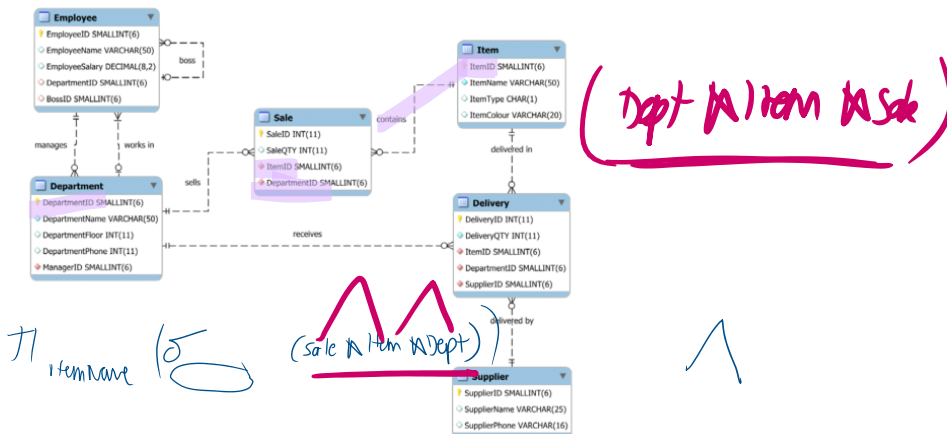 Employee
EmployeeID SMALLINT(6)
EmployeeName VARCHAR(50)
EmployeeSalary DECIMAL(8,2)
DepartmentID SMALLINT(6)
BossID SMALLINT(6)
boss
Item
ItemID SMALLINT(6)
ItemName VARCHAR(50)
ItemType CHAR(1)
ItemColour VARCHAR(20)
(Dept ⋈ Item ⋈ Sale)
Sale
SaleID INT(11)
SaleQTY INT(11)
ItemID SMALLINT(6)
DepartmentID SMALLINT(6)
contains
manages
works in
sells
delivered in
Department
DepartmentID SMALLINT(6)
DepartmentName VARCHAR(50)
DepartmentFloor INT(11)
DepartmentPhone INT(11)
ManagerID SMALLINT(6)
receives
Delivery
DeliveryID INT(11)
DeliveryQTY INT(11)
ItemID SMALLINT(6)
DepartmentID SMALLINT(6)
SupplierID SMALLINT(6)
delivered by
π itemName (σ (Sale ⋈ Item ⋈ Dept))
Supplier
SupplierID SMALLINT(6)
SupplierName VARCHAR(25)
SupplierPhone VARCHAR(16)